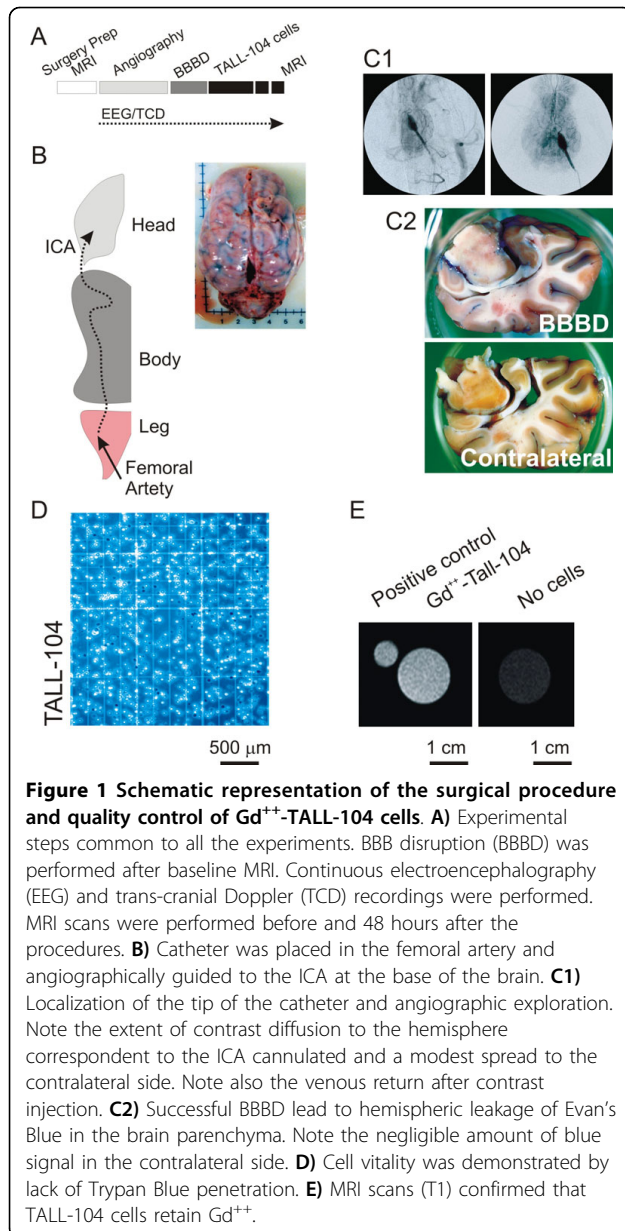 A
Surgery Prep
MRI
Angiography
BBBD
TALL-104 cells
MRI
EEG/TCD
B
ICA
Head
Body
Leg
Femoral
Artety
1 2 3 4 5 6
C1
C2
BBBD
Contralateral
D
TALL-104
500 μm
E
Positive control
Gd++-Tall-104
No cells
1 cm
1 cm
Figure 1 Schematic representation of the surgical procedure
and quality control of Gd++-TALL-104 cells. A) Experimental
steps common to all the experiments. BBB disruption (BBBD) was
performed after baseline MRI. Continuous electroencephalography
(EEG) and trans-cranial Doppler (TCD) recordings were performed.
MRI scans were performed before and 48 hours after the
procedures. B) Catheter was placed in the femoral artery and
angiographically guided to the ICA at the base of the brain. C1)
Localization of the tip of the catheter and angiographic exploration.
Note the extent of contrast diffusion to the hemisphere
correspondent to the ICA cannulated and a modest spread to the
contralateral side. Note also the venous return after contrast
injection. C2) Successful BBBD lead to hemispheric leakage of Evan's
Blue in the brain parenchyma. Note the negligible amount of blue
signal in the contralateral side. D) Cell vitality was demonstrated by
lack of Trypan Blue penetration. E) MRI scans (T1) confirmed that
TALL-104 cells retain Gd++.